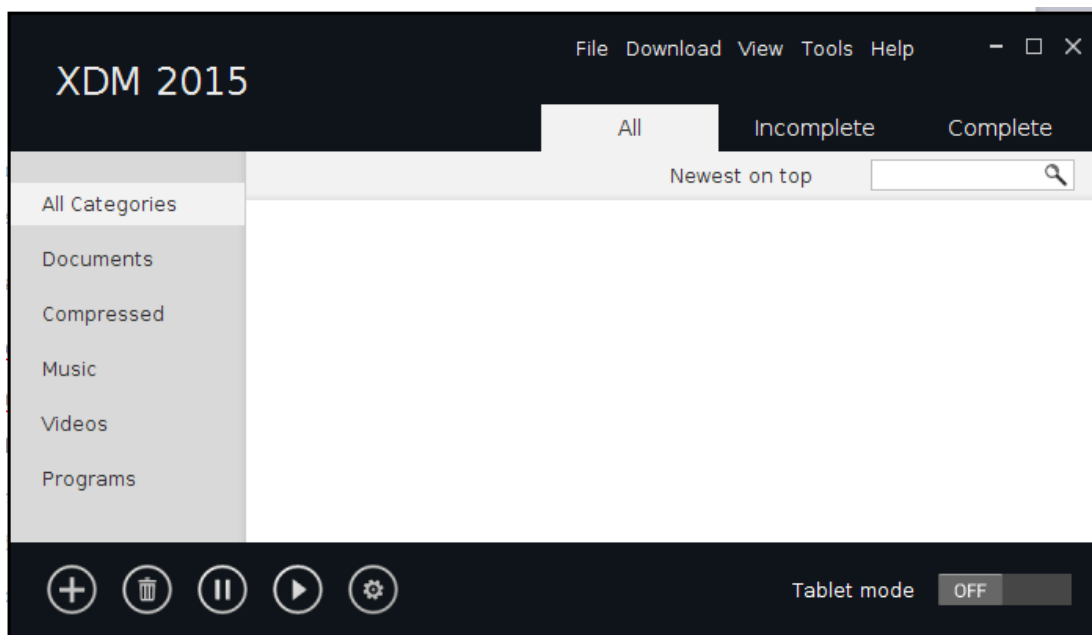 File Download View Tools Help
XDM 2015
All Incomplete Complete
Newest on top
All Categories
Documents
Compressed
Music
Videos
Programs
Tablet mode OFF